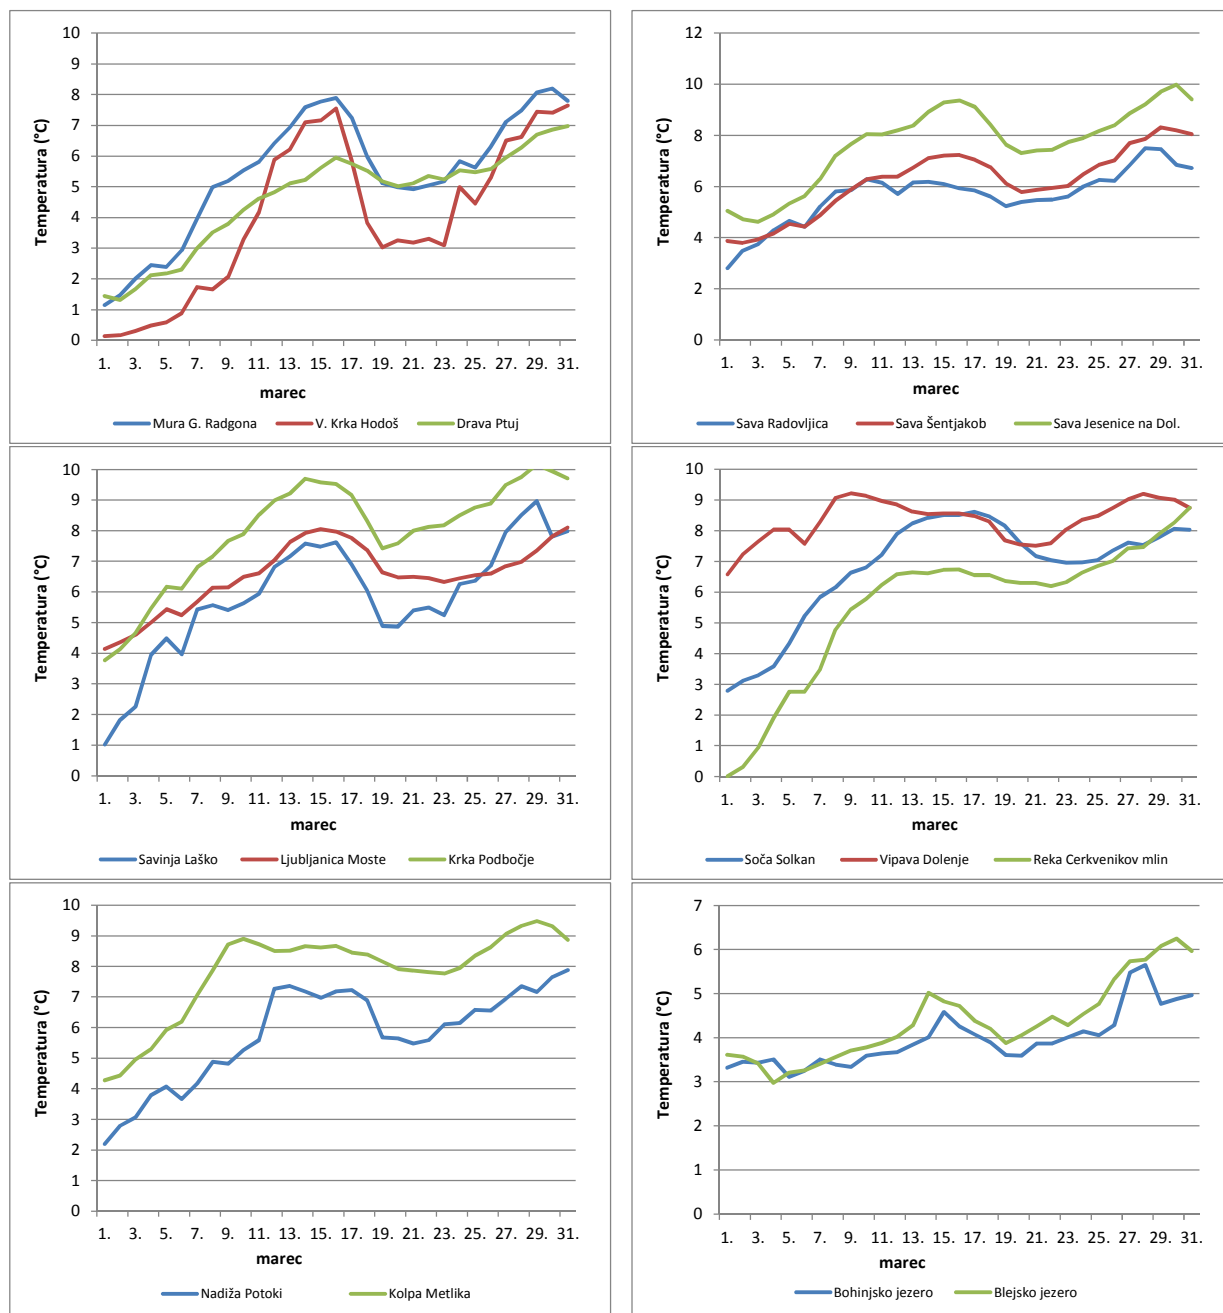 Temperatura (°C)
10
9
8
7
6
5
4
3
2
1
0
1. 3. 5. 7. 9. 11. 13. 15. 17. 19. 21. 23. 25. 27. 29. 31.
marec
Mura G. Radgona V. Krka Hodoš Drava Ptuj
Temperatura (°C)
12
10
8
6
4
2
0
1. 3. 5. 7. 9. 11. 13. 15. 17. 19. 21. 23. 25. 27. 29. 31.
marec
Sava Radovljica Sava Šentjakob Sava Jesenice na Dol.
Temperatura (°C)
10
9
8
7
6
5
4
3
2
1
0
1. 3. 5. 7. 9. 11. 13. 15. 17. 19. 21. 23. 25. 27. 29. 31.
marec
Savinja Laško Ljubljanica Moste Krka Podbočje
Temperatura (°C)
10
9
8
7
6
5
4
3
2
1
0
1. 3. 5. 7. 9. 11. 13. 15. 17. 19. 21. 23. 25. 27. 29. 31.
marec
Soča Solkan Vipava Dolenje Reka Cerkvenikov mlin
Temperatura (°C)
10
9
8
7
6
5
4
3
2
1
0
1. 3. 5. 7. 9. 11. 13. 15. 17. 19. 21. 23. 25. 27. 29. 31.
marec
Nadiža Potoki Kolpa Metlika
Temperatura (°C)
7
6
5
4
3
2
1
0
1. 3. 5. 7. 9. 11. 13. 15. 17. 19. 21. 23. 25. 27. 29. 31.
marec
Bohinjsko jezero Blejsko jezero